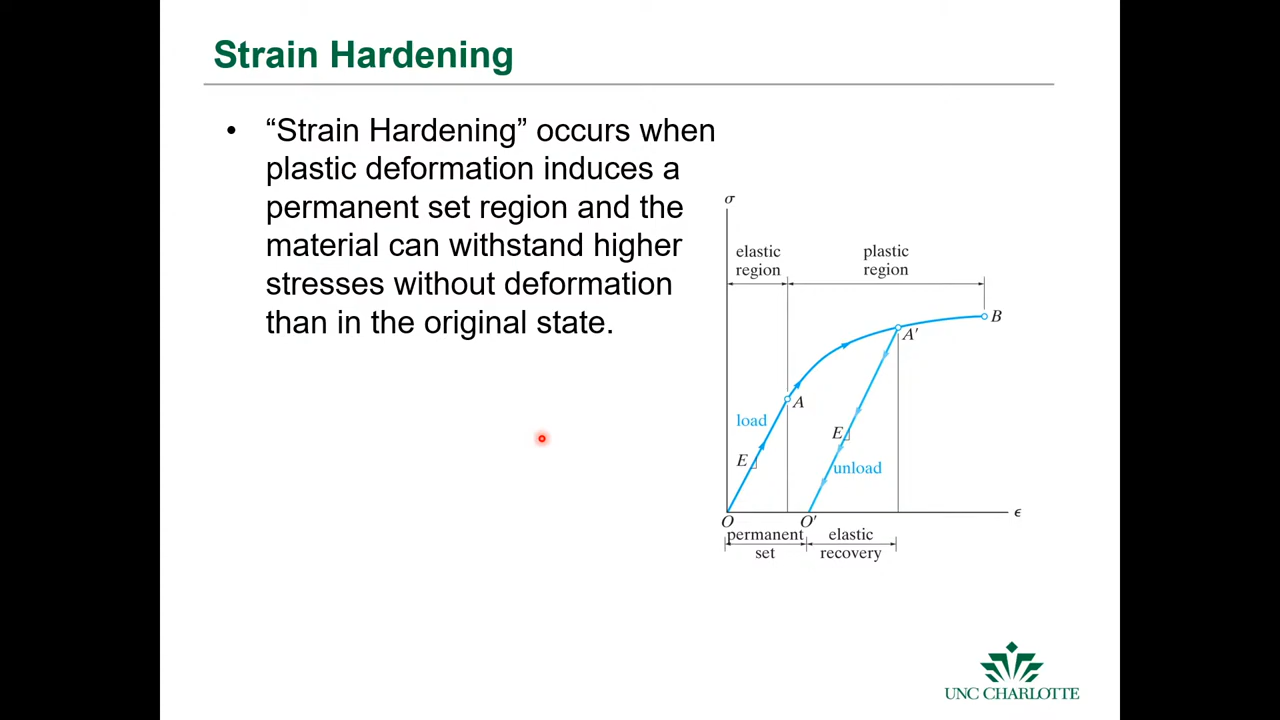 Strain Hardening
• “Strain Hardening” occurs when
plastic deformation induces a
permanent set region and the
material can withstand higher
stresses without deformation
than in the original state.
σ
elastic
region
plastic
region
B
A′
A
load
E
E
unload
O
O′
ϵ
permanent
set
elastic
recovery
UNC CHARLOTTE